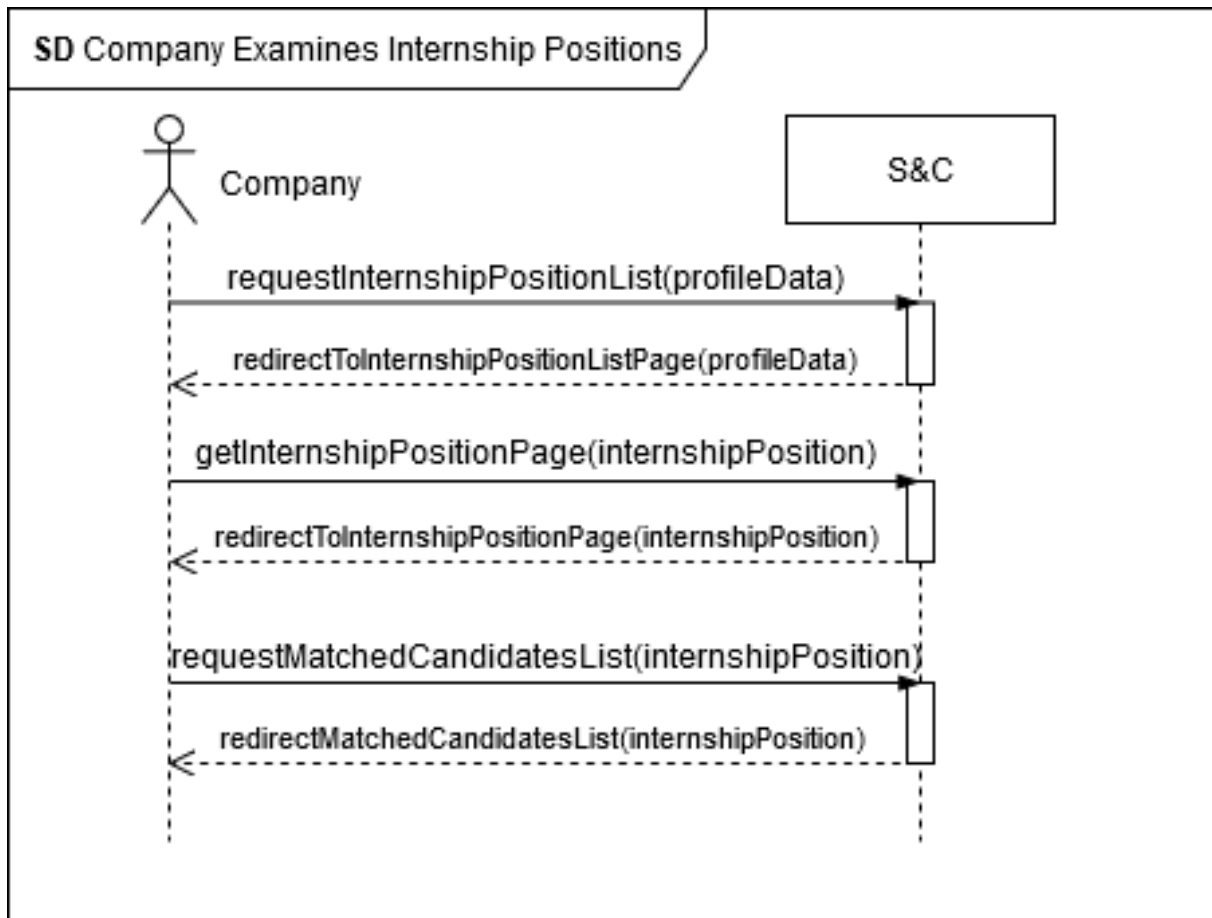 SD Company Examines Internship Positions
Company
S&C
requestInternshipPositionList(profileData)
redirectToInternshipPositionListPage(profileData)
getInternshipPositionPage(internshipPosition)
redirectToInternshipPositionPage(internshipPosition)
requestMatchedCandidatesList(internshipPosition)
redirectMatchedCandidatesList(internshipPosition)